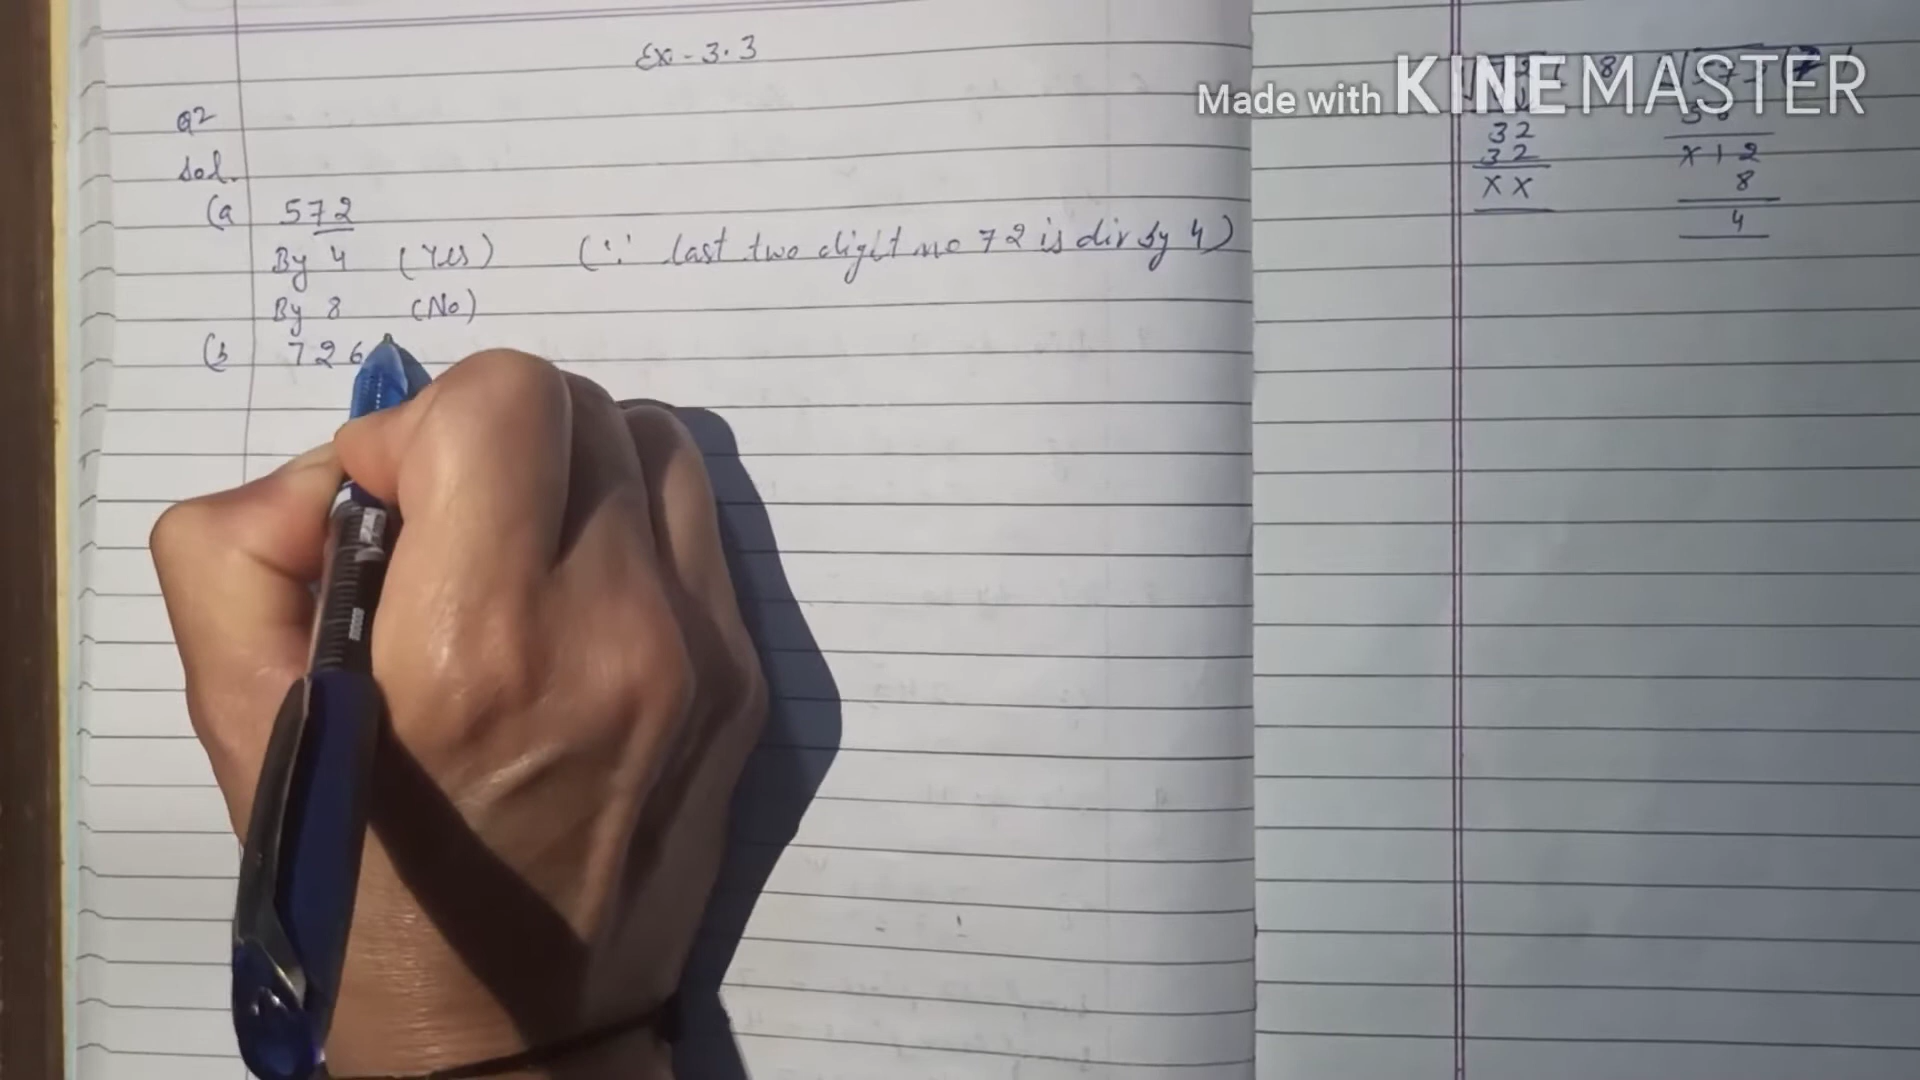 Ex - 3.3
Made with KINEMASTER
Q2
Sol.
(a 572
By 4 (Yes) (∵ last two digit no 72 is div by 4)
By 8 (No)
(b 726
32
32
x x
x 1 2
8
4